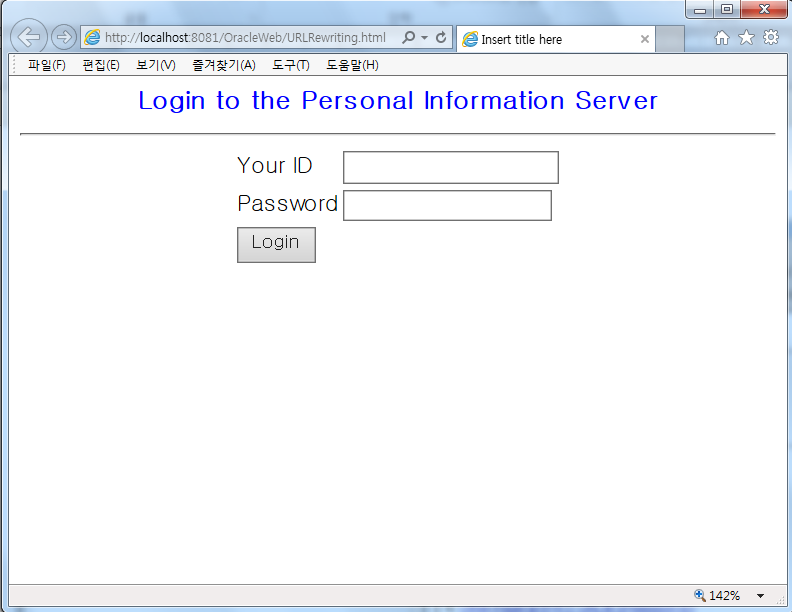 http://localhost:8081/OracleWeb/URLRewriting.html
Insert title here
파일(F) 편집(E) 보기(V) 즐겨찾기(A) 도구(T) 도움말(H)
Login to the Personal Information Server
Your ID
Password
Login
142%